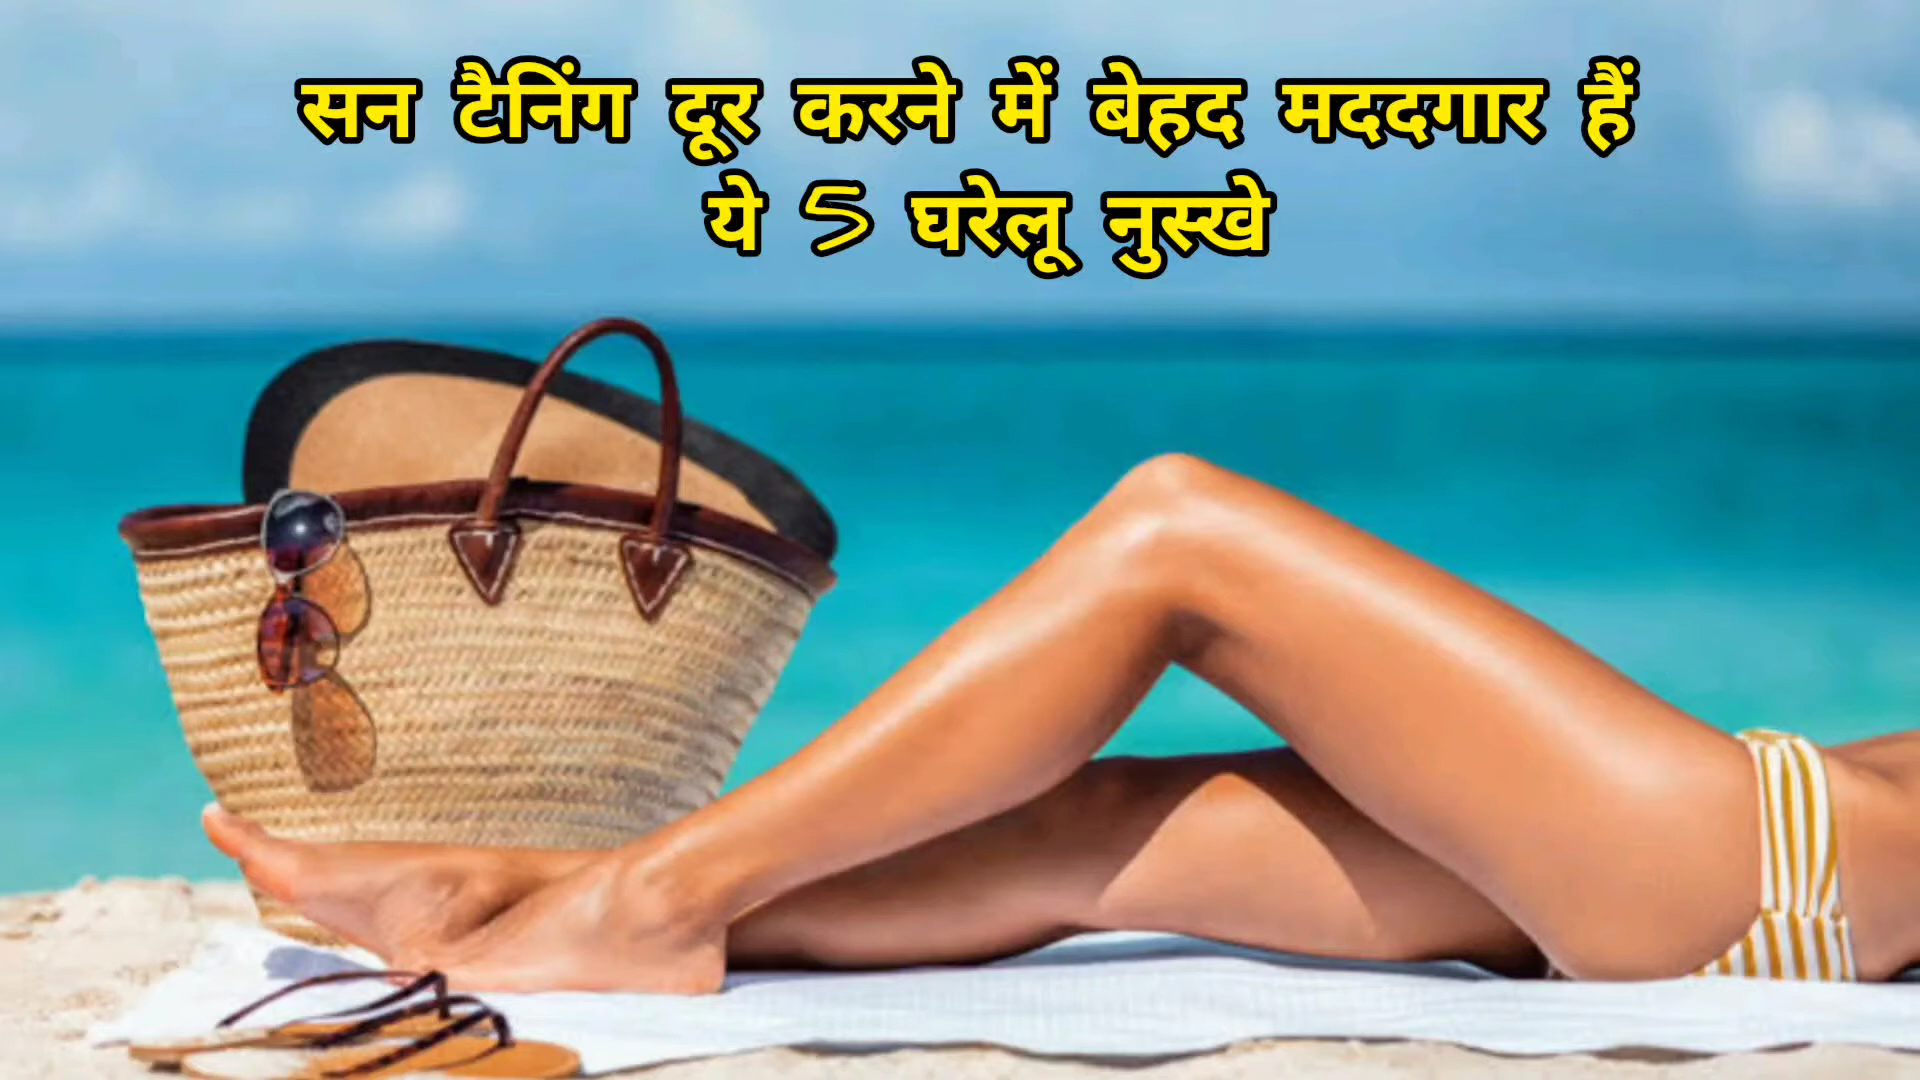 सन टैनिंग दूर करने में बेहद मददगार हैं
ये 5 घरेलू नुस्खे